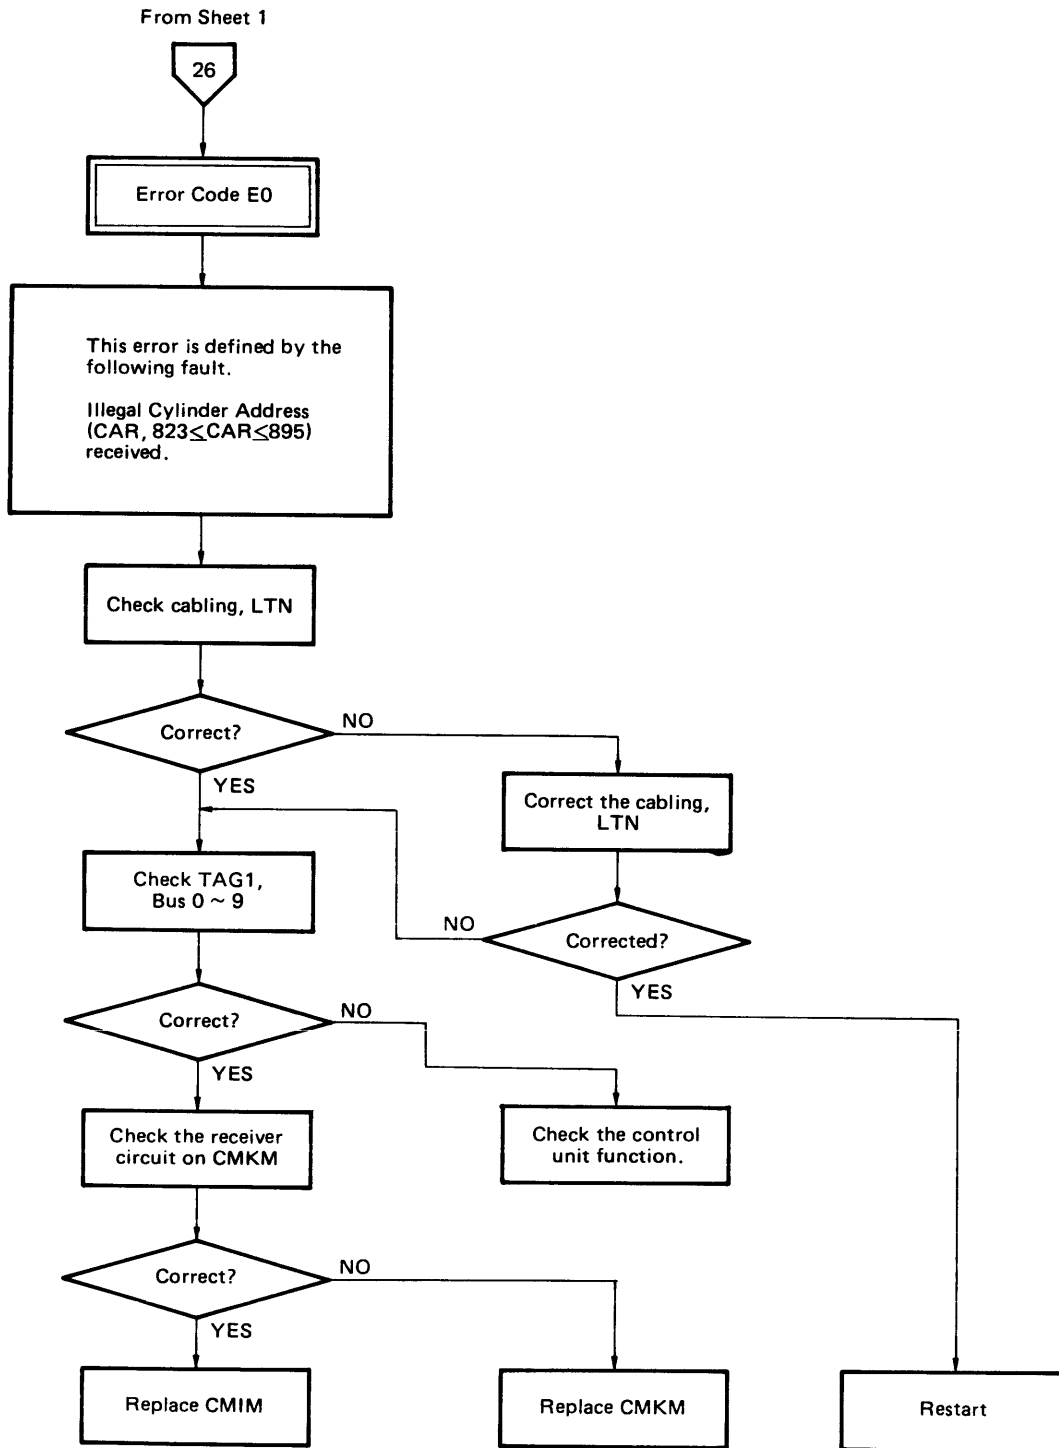 From Sheet 1
26
Error Code E0
This error is defined by the
following fault.
Illegal Cylinder Address
(CAR, 823≤CAR≤895)
received.
Check cabling, LTN
Correct?
NO
YES
Correct the cabling,
LTN
Check TAG1,
Bus 0 ~ 9
NO
Corrected?
YES
Correct?
NO
YES
Check the receiver
circuit on CMKM
Check the control
unit function.
Correct?
NO
YES
Replace CMIM
Replace CMKM
Restart